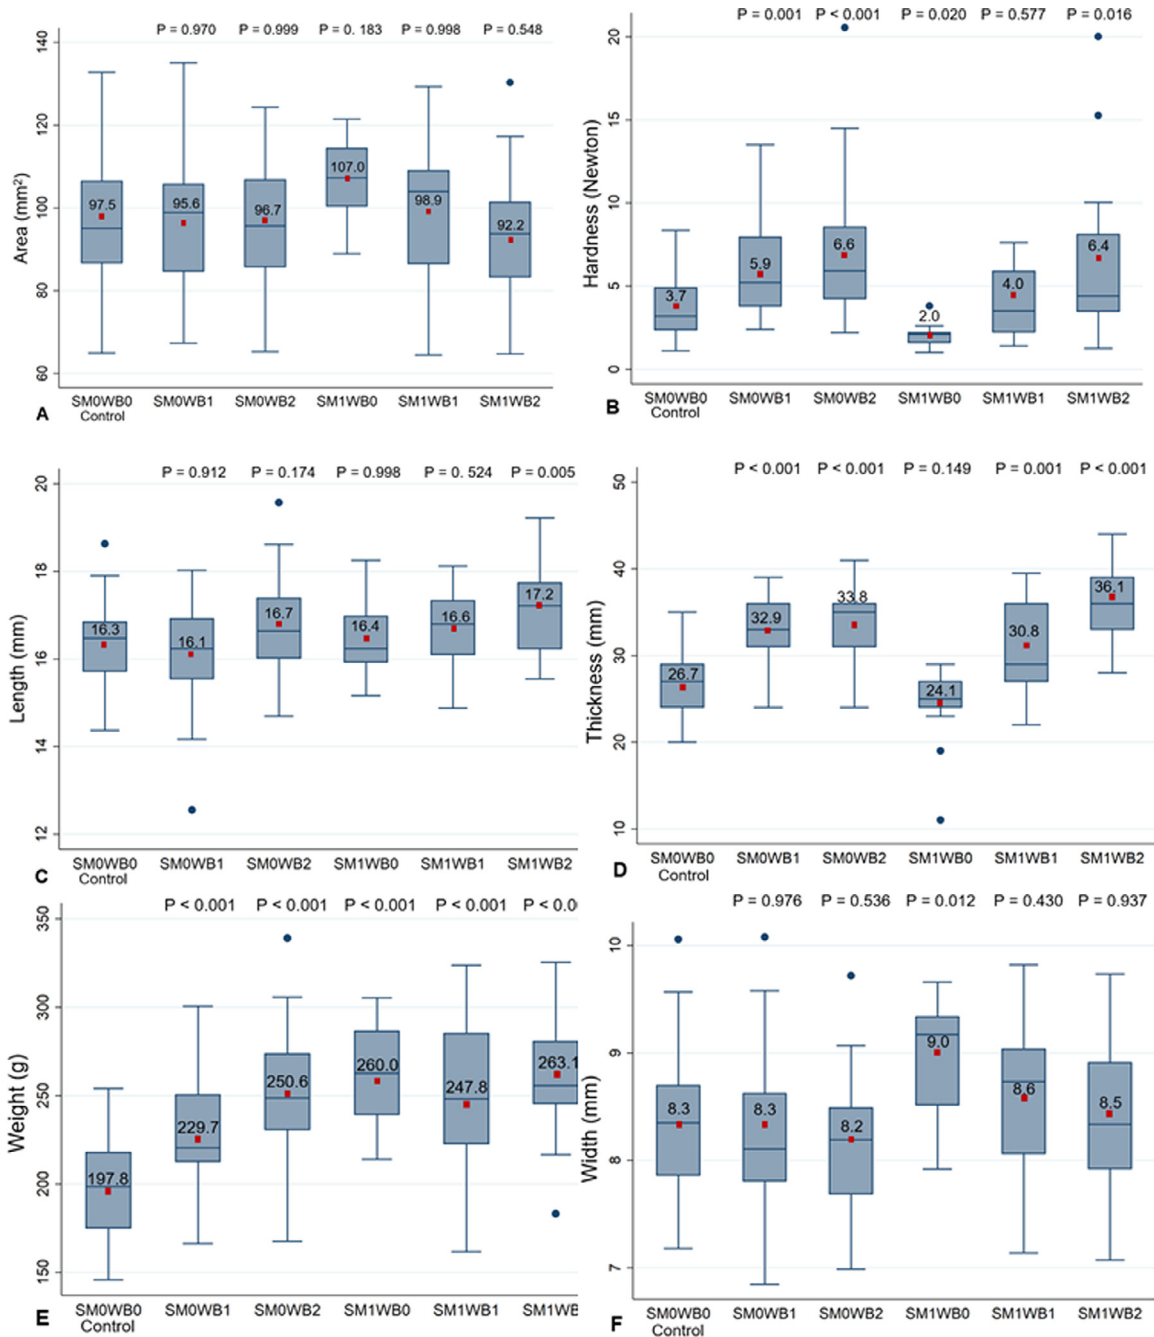 P = 0.970 P = 0.999 P = 0. 183 P = 0.998 P = 0.548
140
120
100
80
60
Area (mm²)
97.5 95.6 96.7 107.0 98.9 92.2
SM0WB0 SM0WB1 SM0WB2 SM1WB0 SM1WB1 SM1WB2
Control
A
P = 0.001 P < 0.001 P = 0.020 P = 0.577 P = 0.016
20
15
10
5
0
Hardness (Newton)
3.7 5.9 6.6 2.0 4.0 6.4
SM0WB0 SM0WB1 SM0WB2 SM1WB0 SM1WB1 SM1WB2
Control
B
P = 0.912 P = 0.174 P = 0.998 P = 0. 524 P = 0.005
20
18
16
14
12
Length (mm)
16.3 16.1 16.7 16.4 16.6 17.2
SM0WB0 SM0WB1 SM0WB2 SM1WB0 SM1WB1 SM1WB2
Control
C
P < 0.001 P < 0.001 P = 0.149 P = 0.001 P < 0.001
50
40
30
20
10
Thickness (mm)
26.7 32.9 33.8 24.1 30.8 36.1
SM0WB0 SM0WB1 SM0WB2 SM1WB0 SM1WB1 SM1WB2
Control
D
P < 0.001 P < 0.001 P < 0.001 P < 0.001 P < 0.0
350
300
250
200
150
Weight (g)
197.8 229.7 250.6 260.0 247.8 263.1
SM0WB0 SM0WB1 SM0WB2 SM1WB0 SM1WB1 SM1WB
Control
E
P = 0.976 P = 0.536 P = 0.012 P = 0.430 P = 0.937
10
9
8
7
Width (mm)
8.3 8.3 8.2 9.0 8.6 8.5
SM0WB0 SM0WB1 SM0WB2 SM1WB0 SM1WB1 SM1WB2
Control
F